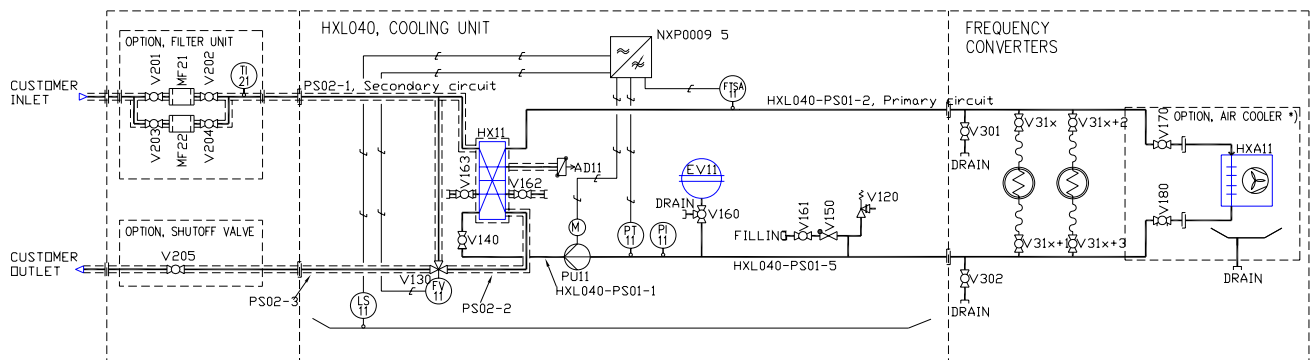 HXL040, COOLING UNIT
FREQUENCY
CONVERTERS
OPTION, FILTER UNIT
V201
MF21
V202
TI
21
V203
MF22
V204
CUSTOMER
INLET
PS02-1, Secondary circuit
NXP0009 5
FTSA
11
HXL040-PS01-2, Primary circuit
HX11
AD11
V163
V162
V140
EV11
DRAIN
V160
FILLING
V161
V150
V120
M
PU11
PT
11
PI
11
HXL040-PS01-5
HXL040-PS01-1
V301
DRAIN
V31x
V31x+2
V31x+1
V31x+3
V302
DRAIN
OPTION, AIR COOLER *)
V170
HXA11
V180
DRAIN
OPTION, SHUTOFF VALVE
V205
CUSTOMER
OUTLET
PS02-3
V130
FV
11
PS02-2
LS
11